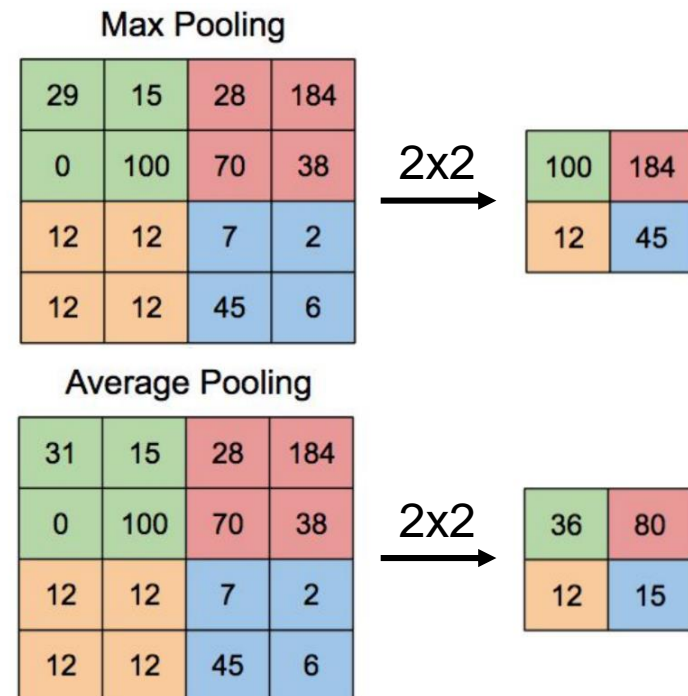 Max Pooling
29 15 28 184
0 100 70 38
2x2
100 184
12 12 7 2
12 45
12 12 45 6
Average Pooling
31 15 28 184
0 100 70 38
2x2
36 80
12 12 7 2
12 15
12 12 45 6